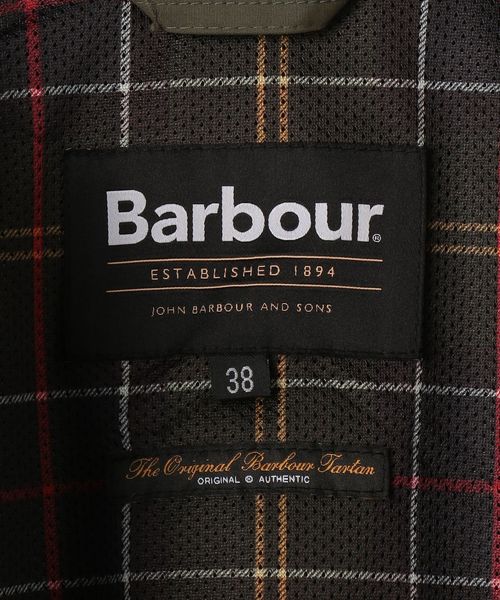 Barbour®
ESTABLISHED 1894
JOHN BARBOUR AND SONS
38
The Original Barbour Tartan
ORIGINAL ® AUTHENTIC